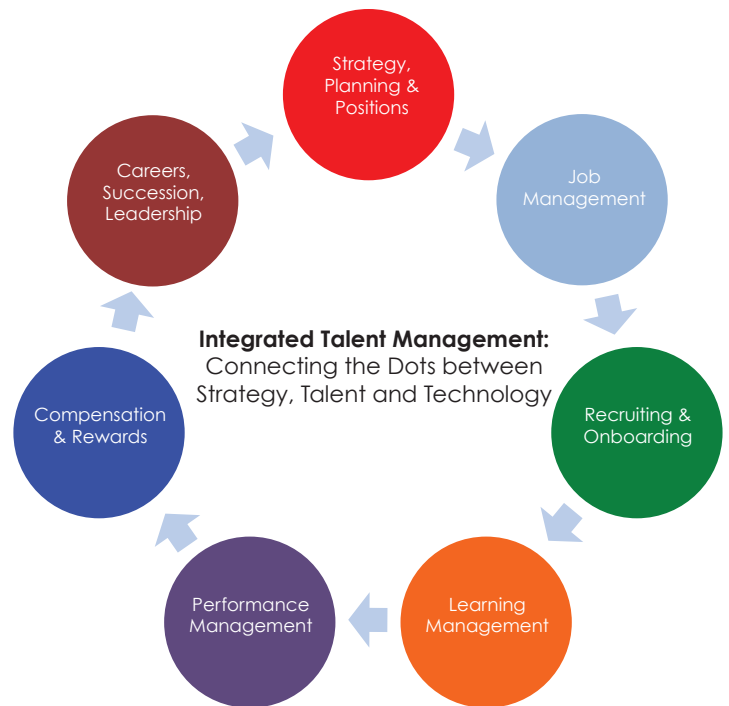 Strategy,
Planning &
Positions
Job
Management
Recruiting &
Onboarding
Learning
Management
Performance
Management
Compensation
& Rewards
Careers,
Succession,
Leadership
Integrated Talent Management:
Connecting the Dots between
Strategy, Talent and Technology